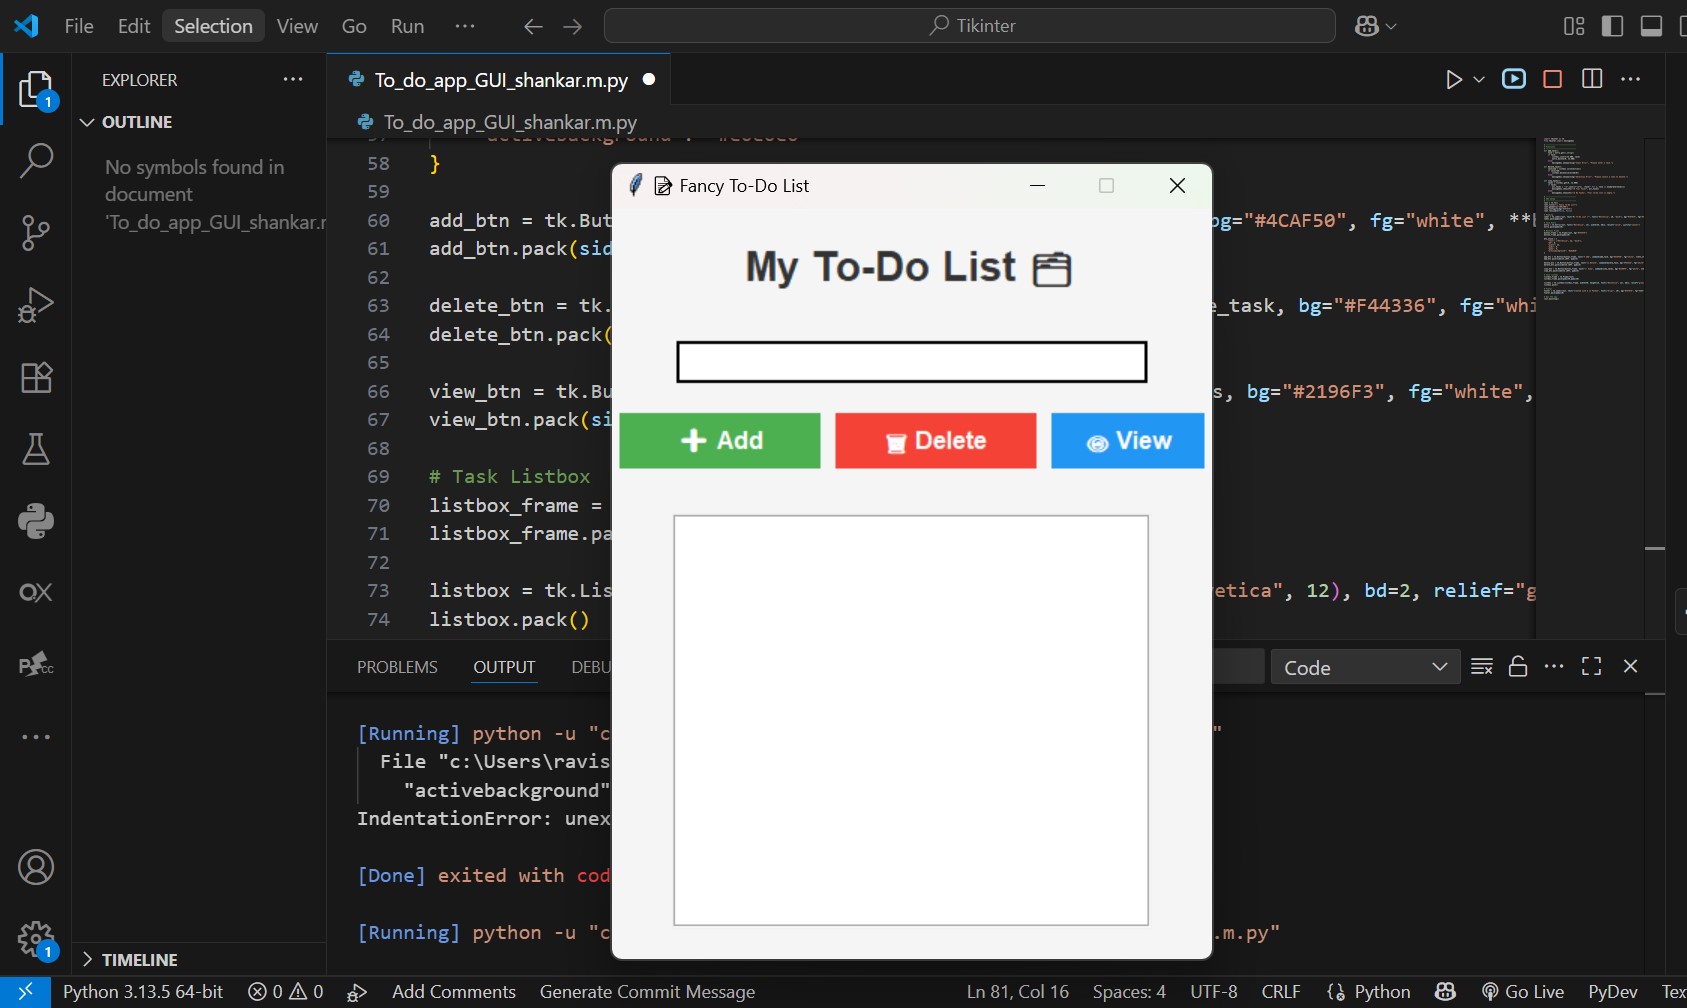 File Edit Selection View Go Run ... Tikinter
EXPLORER
OUTLINE
No symbols found in
document
'To_do_app_GUI_shankar.r
To_do_app_GUI_shankar.m.py
To_do_app_GUI_shankar.m.py
58 }
59
60 add_btn = tk.But bg="#4CAF50", fg="white", **
61 add_btn.pack(sid
62
63 delete_btn = tk. e_task, bg="#F44336", fg="whi
64 delete_btn.pack(
65
66 view_btn = tk.Bu s, bg="#2196F3", fg="white",
67 view_btn.pack(si
68
69 # Task Listbox
70 listbox_frame =
71 listbox_frame.pa
72
73 listbox = tk.Lis etica", 12), bd=2, relief="g
74 listbox.pack()
Fancy To-Do List
My To-Do List
Add Delete View
PROBLEMS OUTPUT DEBU Code
[Running] python -u "c "
File "c:\Users\ravis
"activebackground"
IndentationError: unex
[Done] exited with cod
[Running] python -u "c .m.py"
1
1
TIMELINE
Python 3.13.5 64-bit 0 0 Add Comments Generate Commit Message Ln 81, Col 16 Spaces: 4 UTF-8 CRLF Python Go Live PyDev Tex